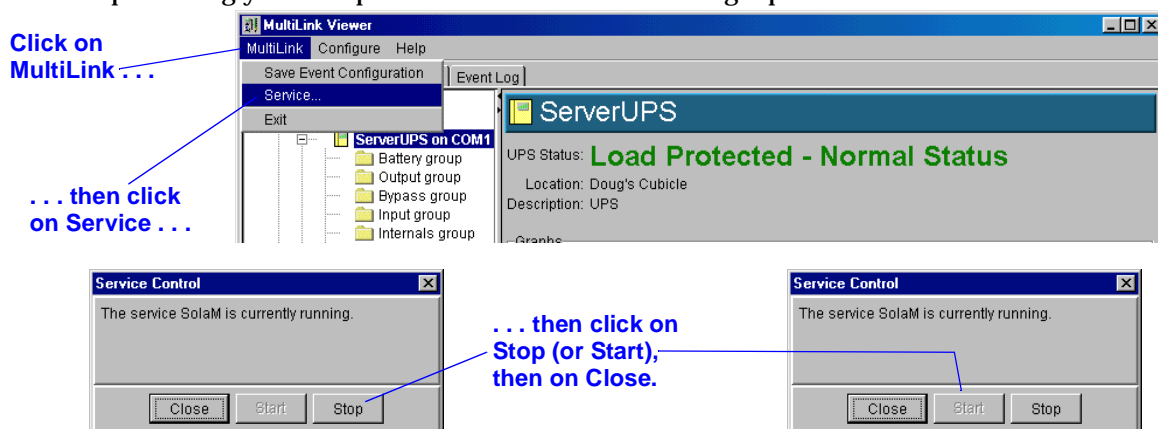 MultiLink Viewer
Click on
MultiLink . . .
MultiLink Configure Help
Save Event Configuration
Event Log
Service...
Exit
ServerUPS
ServerUPS on COM1
Battery group
Output group
Bypass group
Input group
Internals group
UPS Status: Load Protected - Normal Status
Location: Doug's Cubicle
Description: UPS
Graphs
. . . then click
on Service . . .
Service Control
The service SolaM is currently running.
Close Start Stop
. . . then click on
Stop (or Start),
then on Close.
Service Control
The service SolaM is currently running.
Close Start Stop